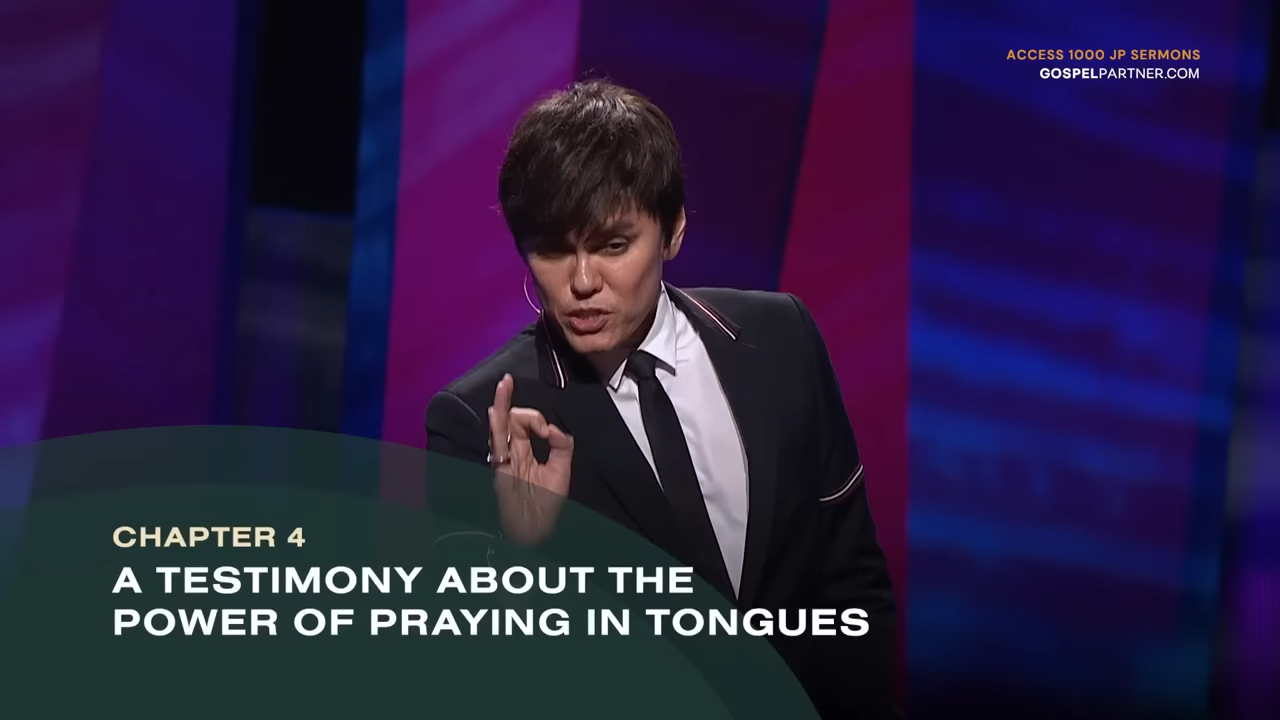 ACCESS 1000 JP SERMONS
GOSPELPARTNER.COM
CHAPTER 4
A TESTIMONY ABOUT THE
POWER OF PRAYING IN TONGUES